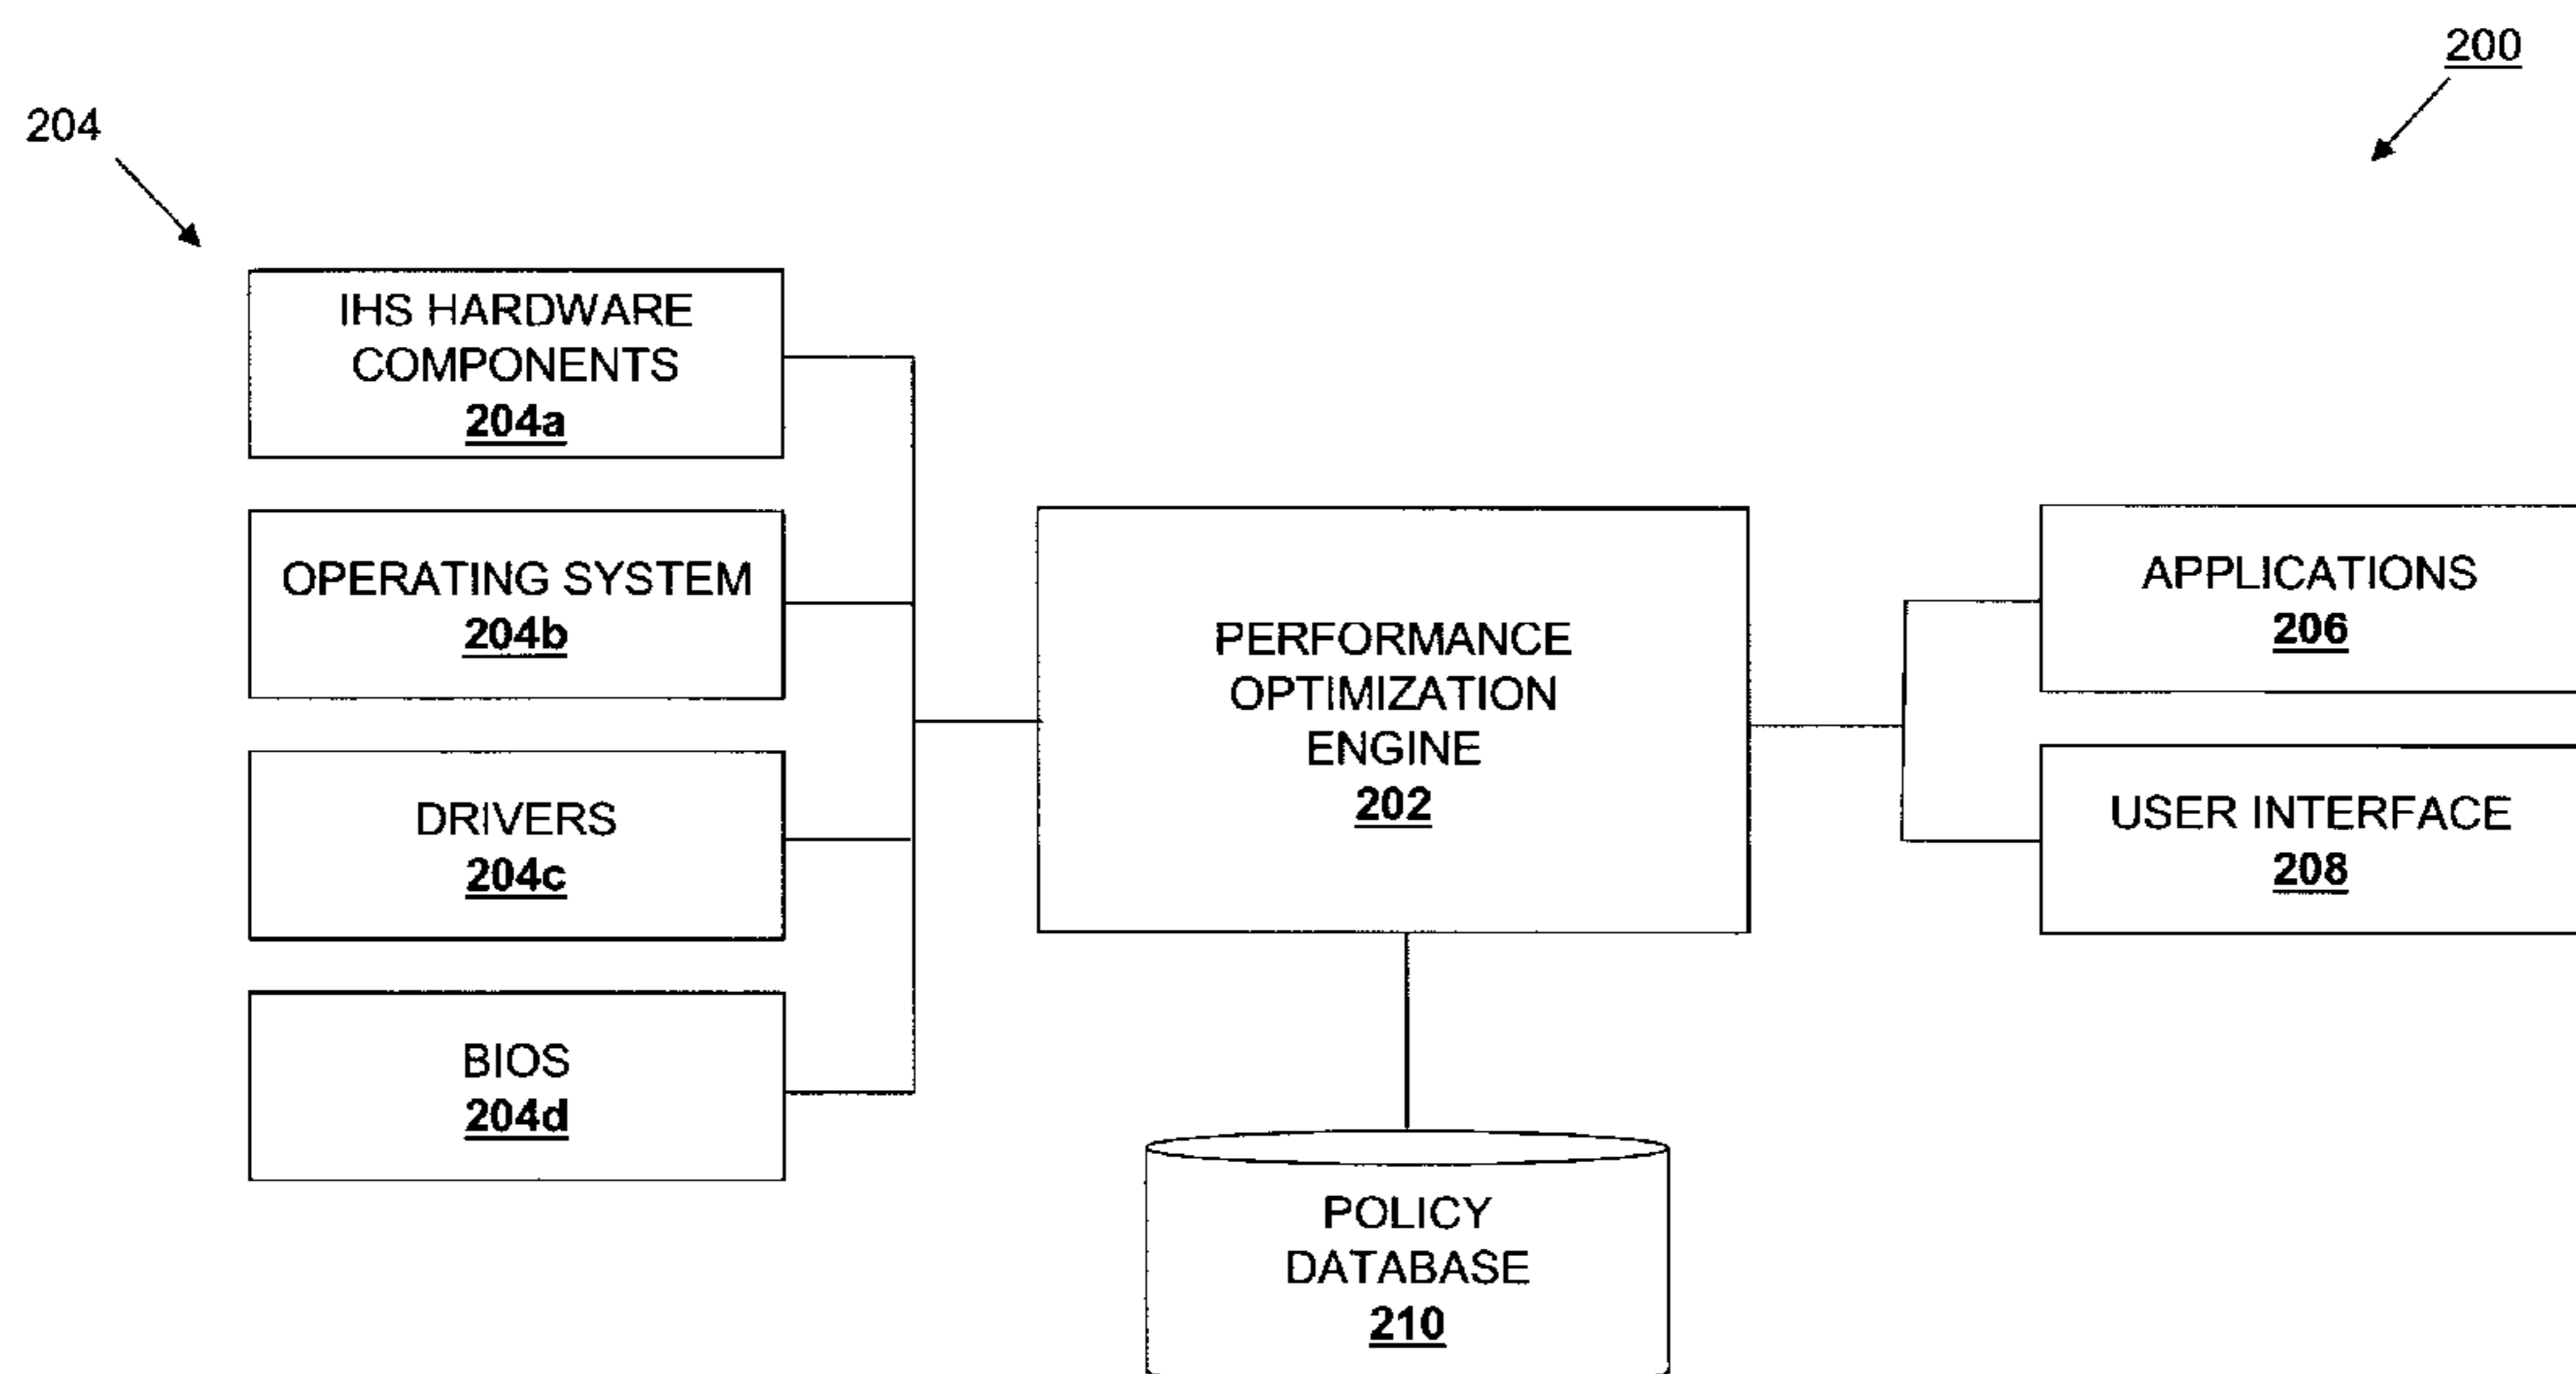 200
204
IHS HARDWARE
COMPONENTS
204a
OPERATING SYSTEM
204b
DRIVERS
204c
BIOS
204d
PERFORMANCE
OPTIMIZATION
ENGINE
202
APPLICATIONS
206
USER INTERFACE
208
POLICY
DATABASE
210